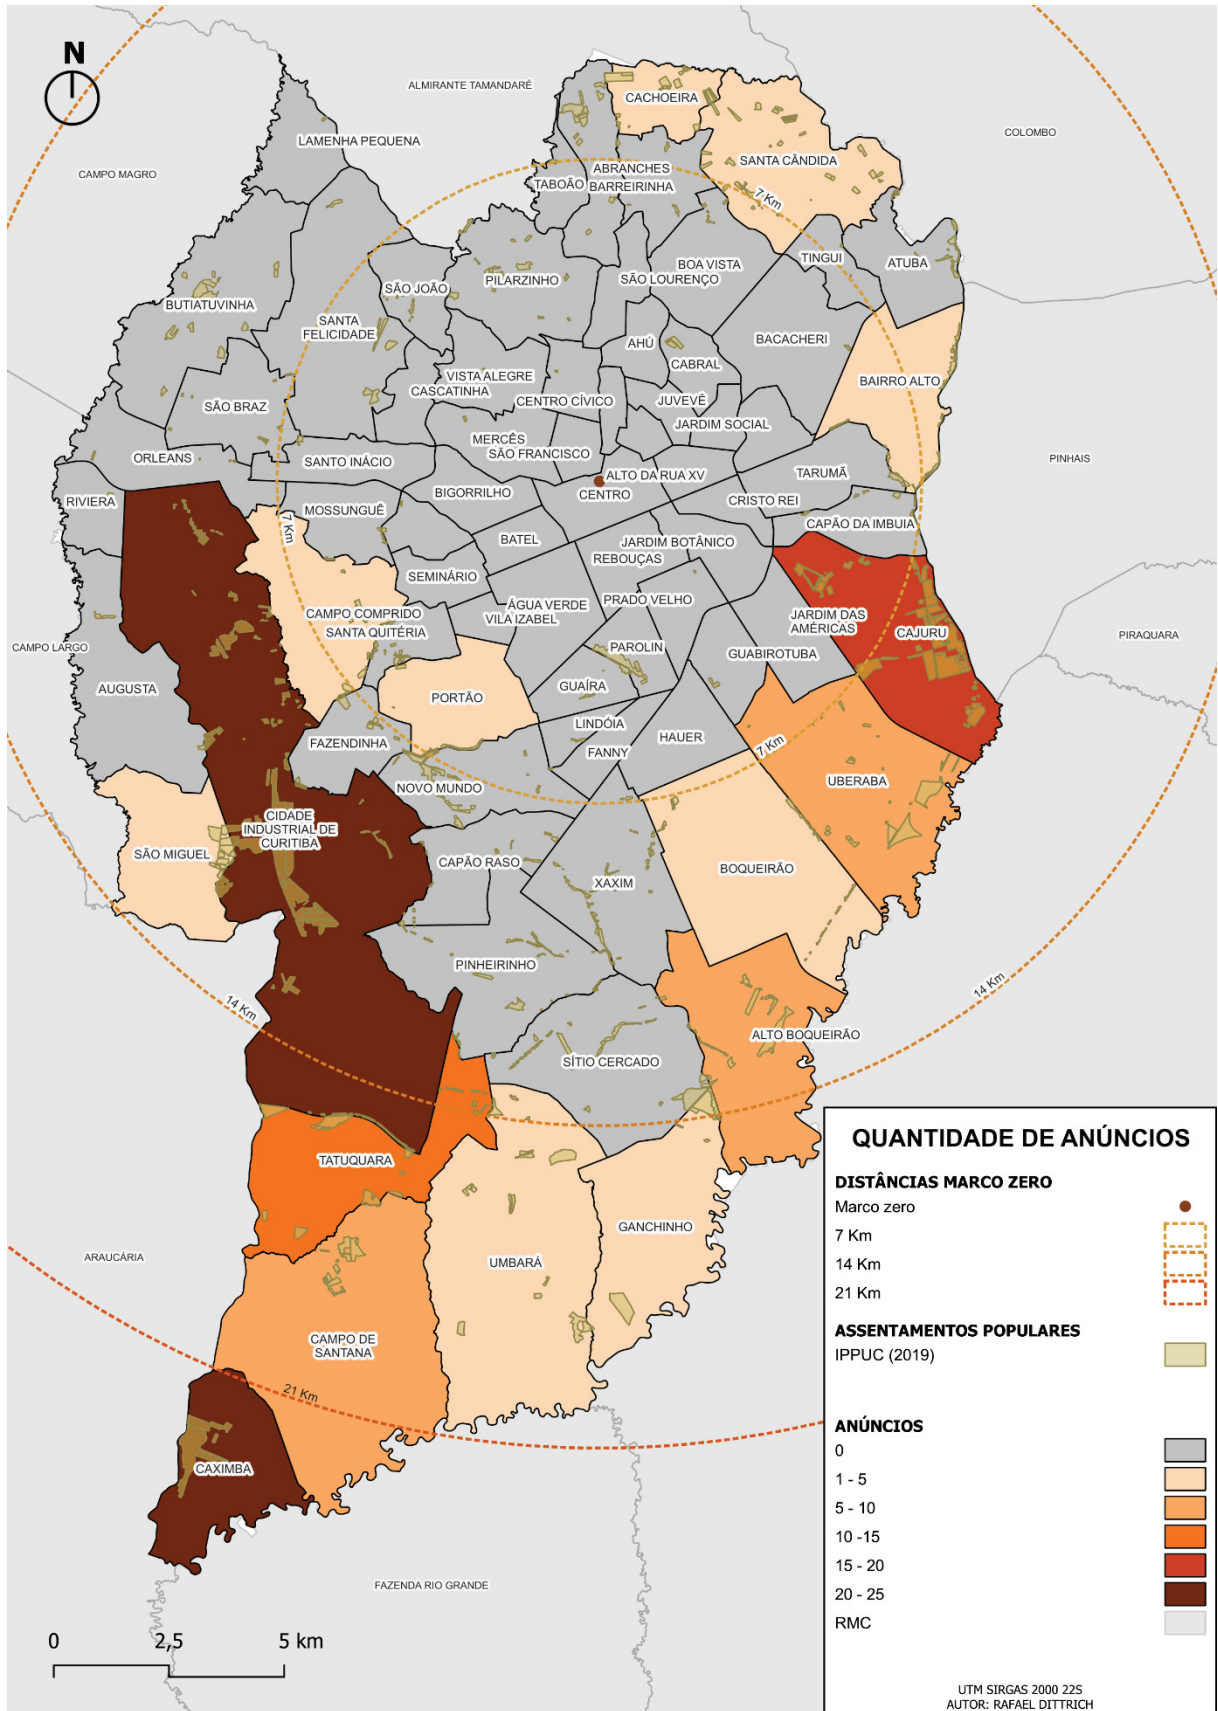 N
ALMIRANTE TAMANDARÉ
COLOMBO
CAMPO MAGRO
CACHOEIRA
LAMENHA PEQUENA
SANTA CÂNDIDA
ABRANCHES
TABOÃO
BARREIRINHA
7 Km
TINGUI
ATUBA
BOA VISTA
SÃO LOURENÇO
PILARZINHO
SÃO JOÃO
BUTIATUVINHA
SANTA
FELICIDADE
AHÚ
BACACHERI
CABRAL
VISTA ALEGRE
CASCATINHA
BAIRRO ALTO
CENTRO CÍVICO
JUVEVÊ
SÃO BRAZ
JARDIM SOCIAL
MERCÊS
SÃO FRANCISCO
PINHAIS
ORLEANS
SANTO INÁCIO
TARUMÃ
ALTO DA RUA XV
BIGORRILHO
CENTRO
CRISTO REI
RIVIERA
MOSSUNGUÊ
CAPÃO DA IMBUIA
7 Km
BATEL
JARDIM BOTÂNICO
REBOUÇAS
SEMINÁRIO
CAMPO COMPRIDO
ÁGUA VERDE
PRADO VELHO
JARDIM DAS
AMÉRICAS
CAJURU
PIRAQUARA
SANTA QUITÉRIA
VILA IZABEL
CAMPO LARGO
PAROLIN
GUABIROTUBA
AUGUSTA
PORTÃO
GUAÍRA
LINDÓIA
HAUER
FAZENDINHA
FANNY
7 Km
UBERABA
NOVO MUNDO
CIDADE
INDUSTRIAL DE
CURITIBA
SÃO MIGUEL
CAPÃO RASO
BOQUEIRÃO
XAXIM
PINHEIRINHO
14 Km
14 Km
ALTO BOQUEIRÃO
SÍTIO CERCADO
TATUQUARA
GANCHINHO
ARAUCÁRIA
UMBARÁ
CAMPO DE
SANTANA
21 Km
CAXIMBA
FAZENDA RIO GRANDE
0 2,5 5 km
QUANTIDADE DE ANÚNCIOS
DISTÂNCIAS MARCO ZERO
Marco zero
7 Km
14 Km
21 Km
ASSENTAMENTOS POPULARES
IPPUC (2019)
ANÚNCIOS
0
1 - 5
5 - 10
10 -15
15 - 20
20 - 25
RMC
UTM SIRGAS 2000 22S
AUTOR: RAFAEL DITTRICH